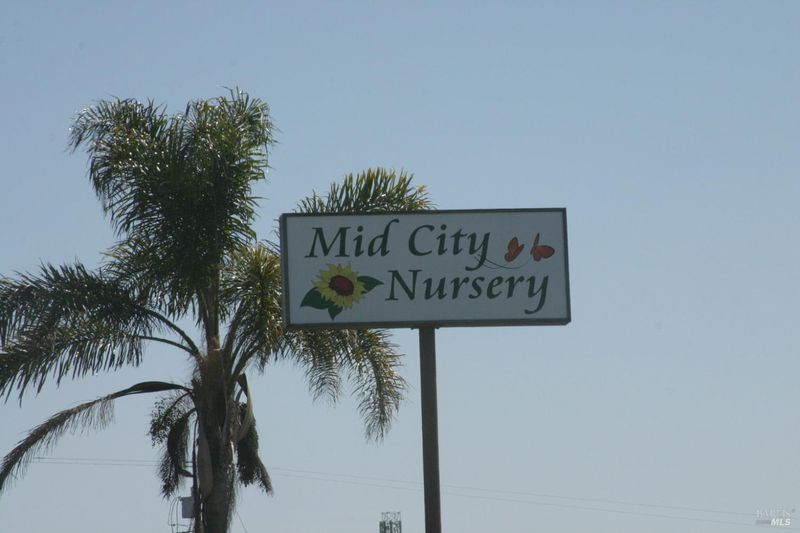 Mid City
Nursery
BAREIS
MLS